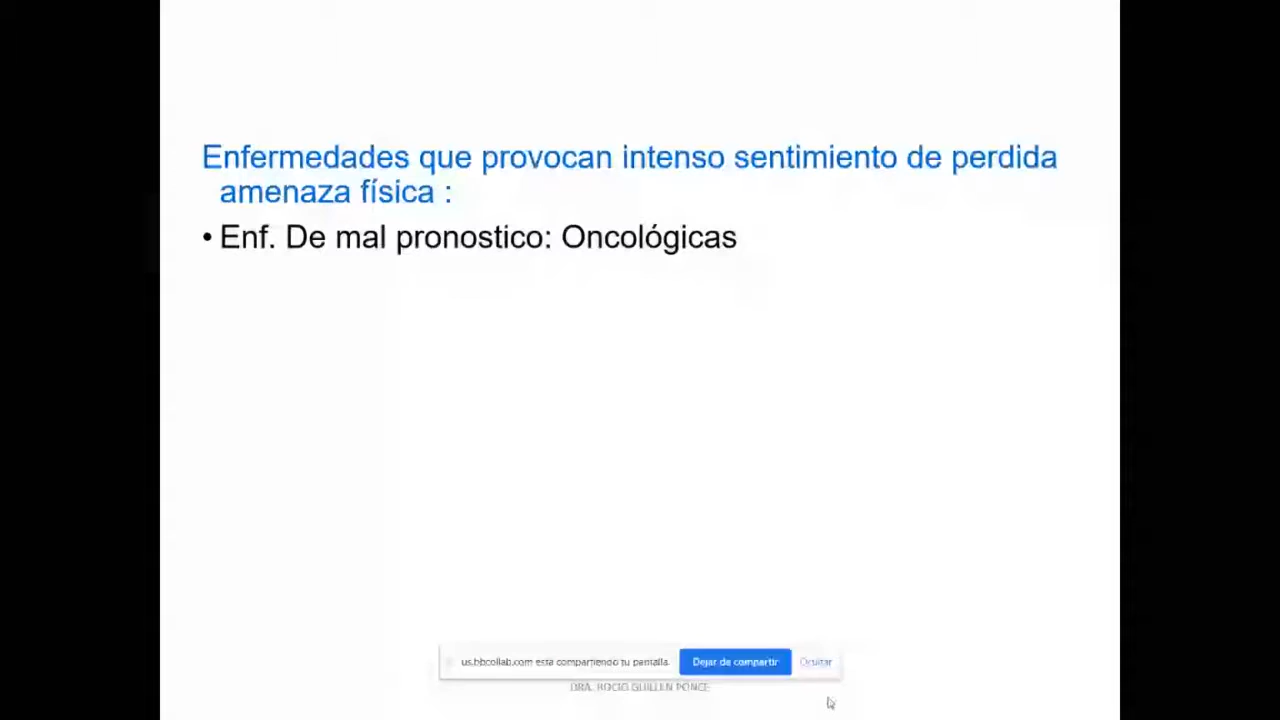 Enfermedades que provocan intenso sentimiento de perdida
amenaza física :
• Enf. De mal pronostico: Oncológicas
us.bbcollab.com está compartiendo tu pantalla.
Dejar de compartir
Ocultar
DRA. ROCIO GUILLEN PONCE